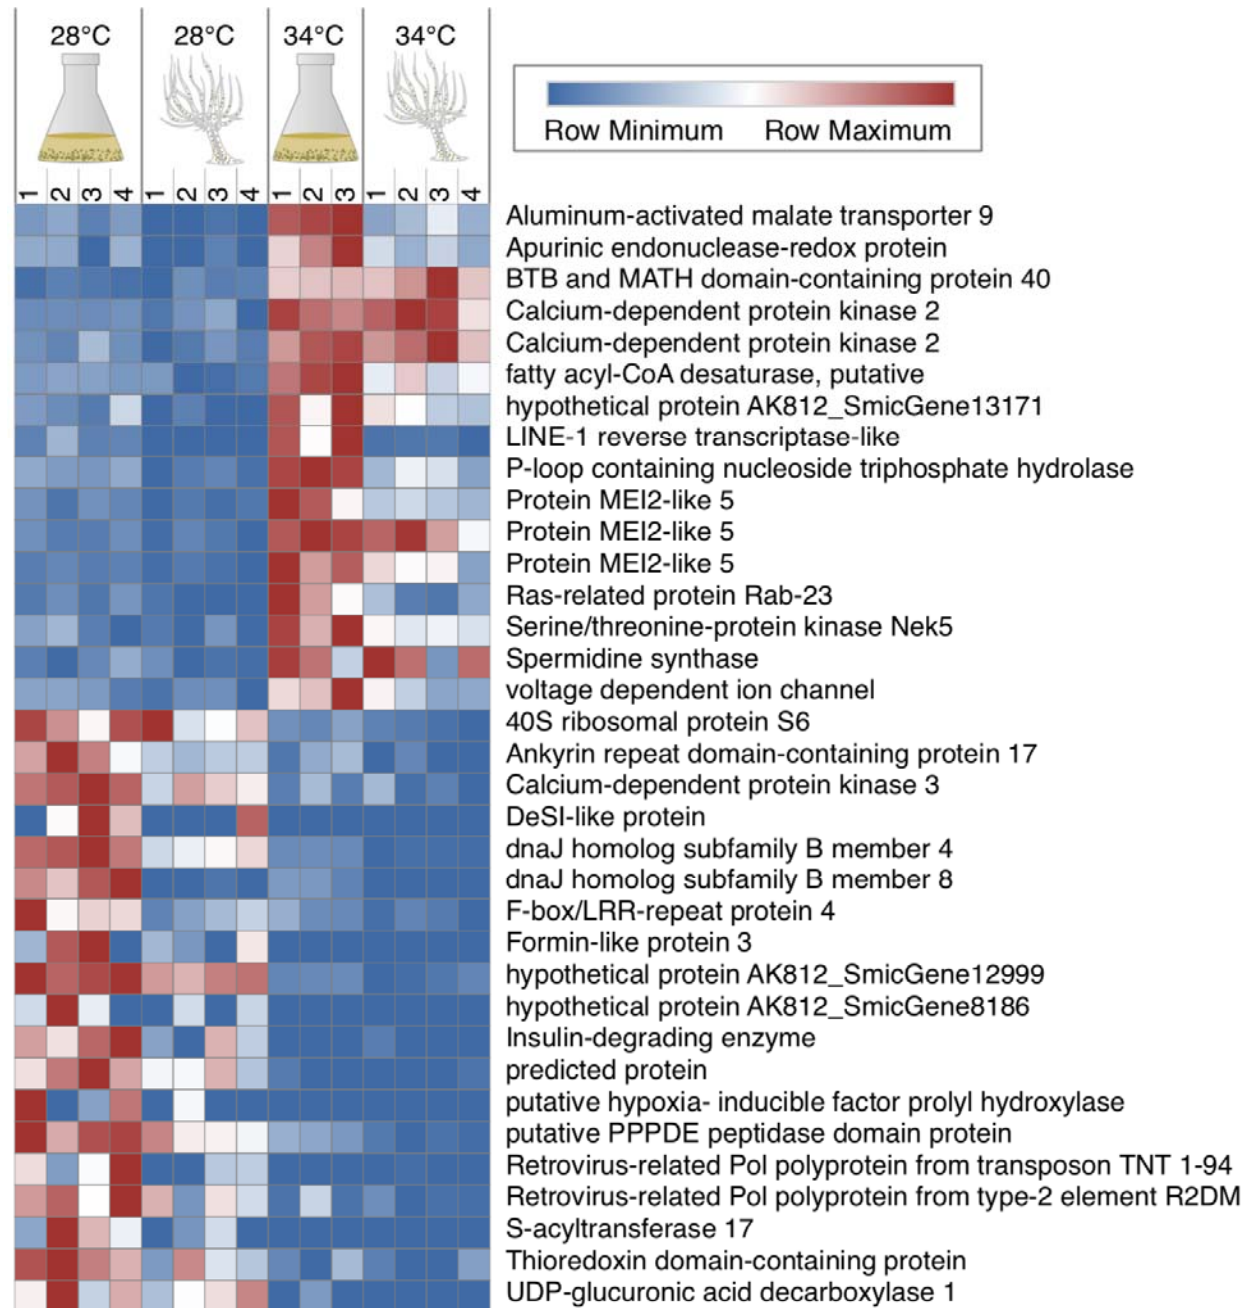 28°C 28°C 34°C 34°C
Row Minimum Row Maximum
1 2 3 4 1 2 3 4 1 2 3 1 2 3 4
Aluminum-activated malate transporter 9
Apurinic endonuclease-redox protein
BTB and MATH domain-containing protein 40
Calcium-dependent protein kinase 2
Calcium-dependent protein kinase 2
fatty acyl-CoA desaturase, putative
hypothetical protein AK812_SmicGene13171
LINE-1 reverse transcriptase-like
P-loop containing nucleoside triphosphate hydrolase
Protein MEI2-like 5
Protein MEI2-like 5
Protein MEI2-like 5
Ras-related protein Rab-23
Serine/threonine-protein kinase Nek5
Spermidine synthase
voltage dependent ion channel
40S ribosomal protein S6
Ankyrin repeat domain-containing protein 17
Calcium-dependent protein kinase 3
DeSI-like protein
dnaJ homolog subfamily B member 4
dnaJ homolog subfamily B member 8
F-box/LRR-repeat protein 4
Formin-like protein 3
hypothetical protein AK812_SmicGene12999
hypothetical protein AK812_SmicGene8186
Insulin-degrading enzyme
predicted protein
putative hypoxia- inducible factor prolyl hydroxylase
putative PPPDE peptidase domain protein
Retrovirus-related Pol polyprotein from transposon TNT 1-94
Retrovirus-related Pol polyprotein from type-2 element R2DM
S-acyltransferase 17
Thioredoxin domain-containing protein
UDP-glucuronic acid decarboxylase 1